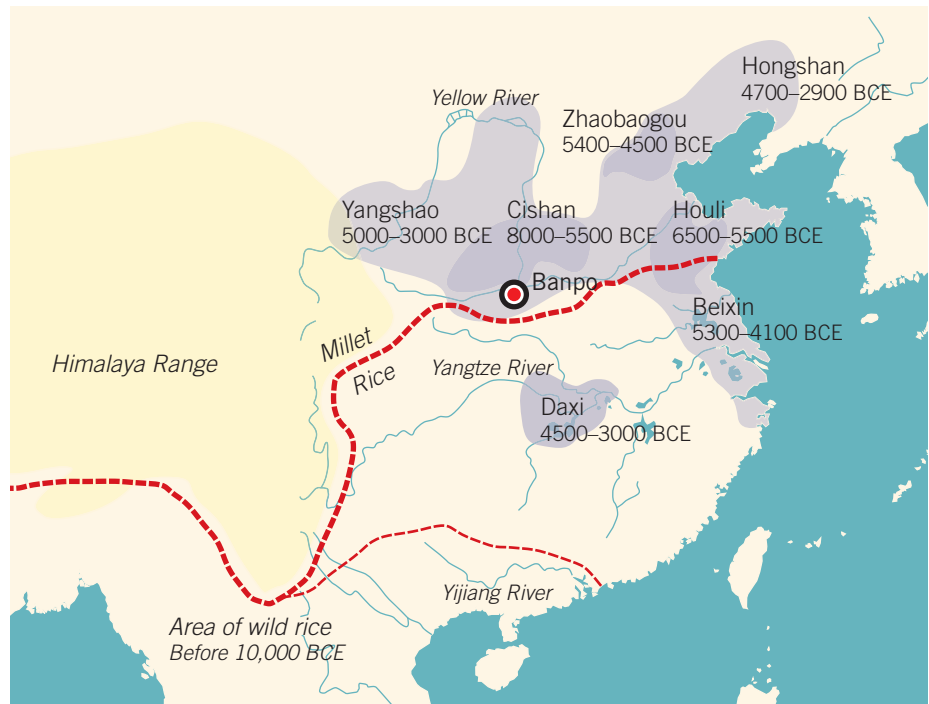 Hongshan
4700–2900 BCE
Yellow River
Zhaobaogou
5400–4500 BCE
Yangshao
5000–3000 BCE
Cishan
8000–5500 BCE
Houli
6500–5500 BCE
Banpo
Beixin
5300–4100 BCE
Millet
Rice
Himalaya Range
Yangtze River
Daxi
4500–3000 BCE
Yijiang River
Area of wild rice
Before 10,000 BCE